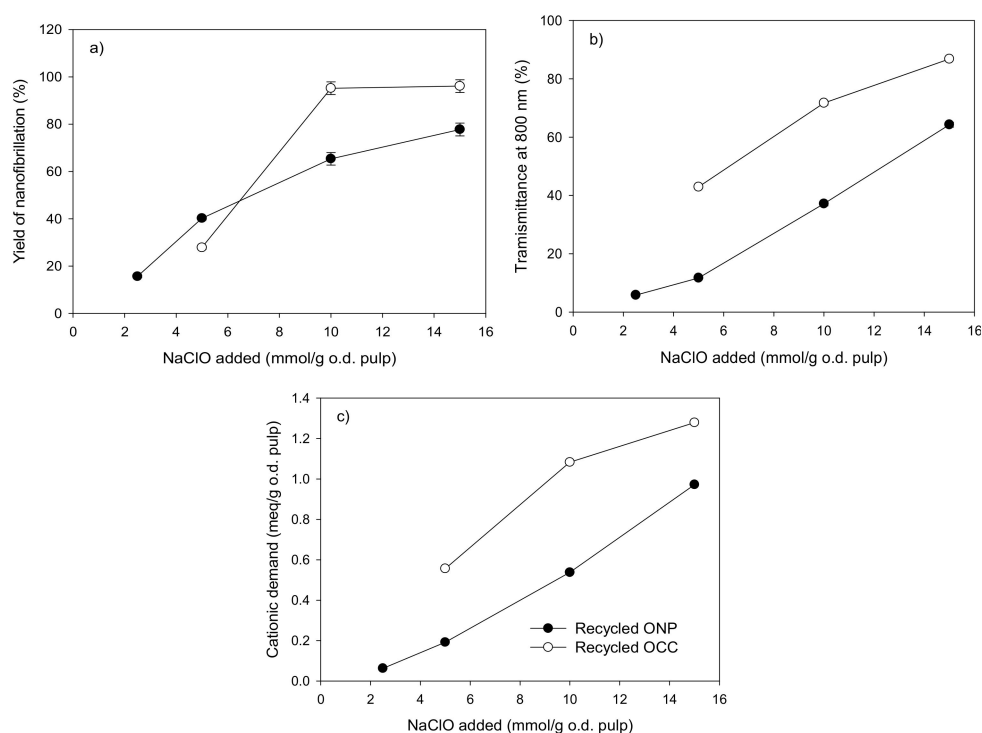 a)
Yield of nanofibrillation (%)
120
100
80
60
40
20
0
0 2 4 6 8 10 12 14 16
NaClO added (mmol/g o.d. pulp)
b)
Tramismittance at 800 nm (%)
100
80
60
40
20
0
0 2 4 6 8 10 12 14 16
NaClO added (mmol/g o.d. pulp)
c)
Cationic demand (meq/g o.d. pulp)
1.4
1.2
1.0
0.8
0.6
0.4
0.2
0.0
Recycled ONP
Recycled OCC
0 2 4 6 8 10 12 14 16
NaClO added (mmol/g o.d. pulp)